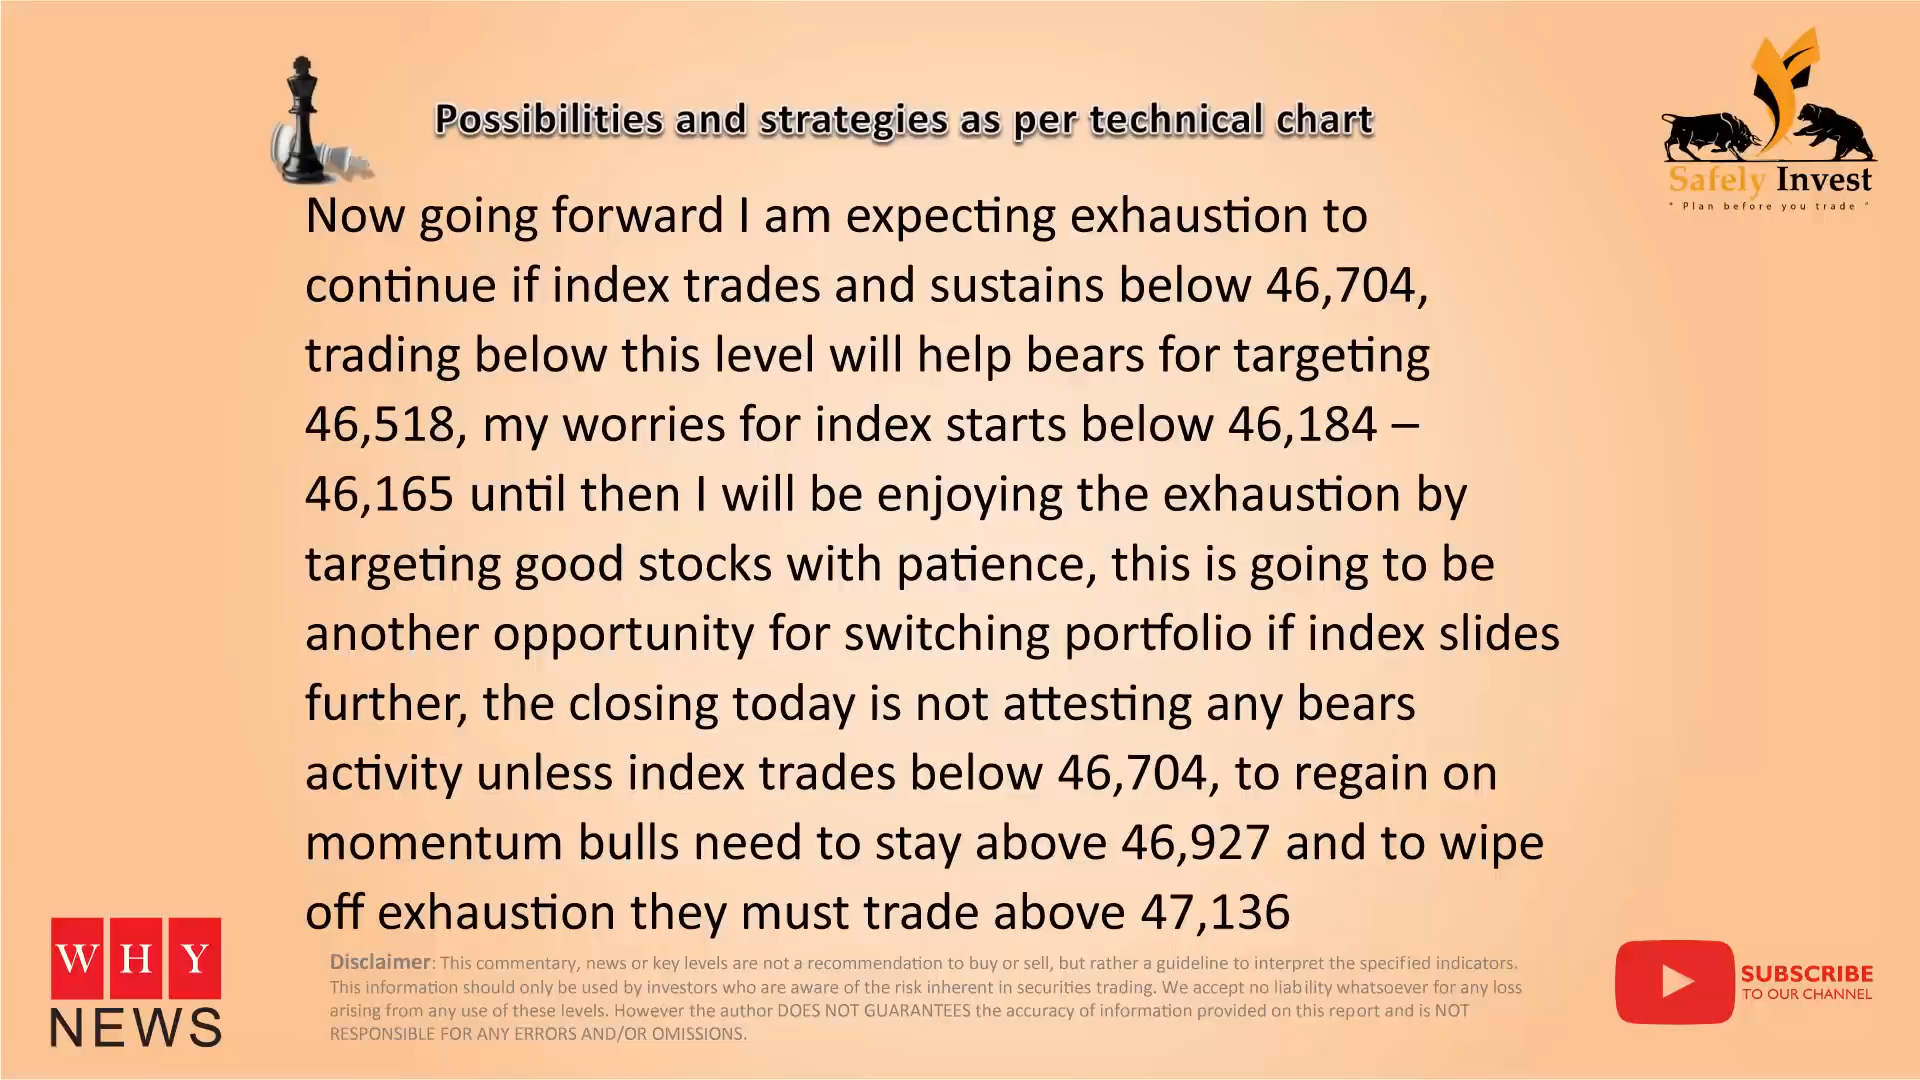 Possibilities and strategies as per technical chart
Safely Invest
" Plan before you trade "
Now going forward I am expecting exhaustion to
continue if index trades and sustains below 46,704,
trading below this level will help bears for targeting
46,518, my worries for index starts below 46,184 –
46,165 until then I will be enjoying the exhaustion by
targeting good stocks with patience, this is going to be
another opportunity for switching portfolio if index slides
further, the closing today is not attesting any bears
activity unless index trades below 46,704, to regain on
momentum bulls need to stay above 46,927 and to wipe
off exhaustion they must trade above 47,136
WHY
NEWS
Disclaimer: This commentary, news or key levels are not a recommendation to buy or sell, but rather a guideline to interpret the specified indicators.
This information should only be used by investors who are aware of the risk inherent in securities trading. We accept no liability whatsoever for any loss
arising from any use of these levels. However the author DOES NOT GUARANTEES the accuracy of information provided on this report and is NOT
RESPONSIBLE FOR ANY ERRORS AND/OR OMISSIONS.
SUBSCRIBE
TO OUR CHANNEL